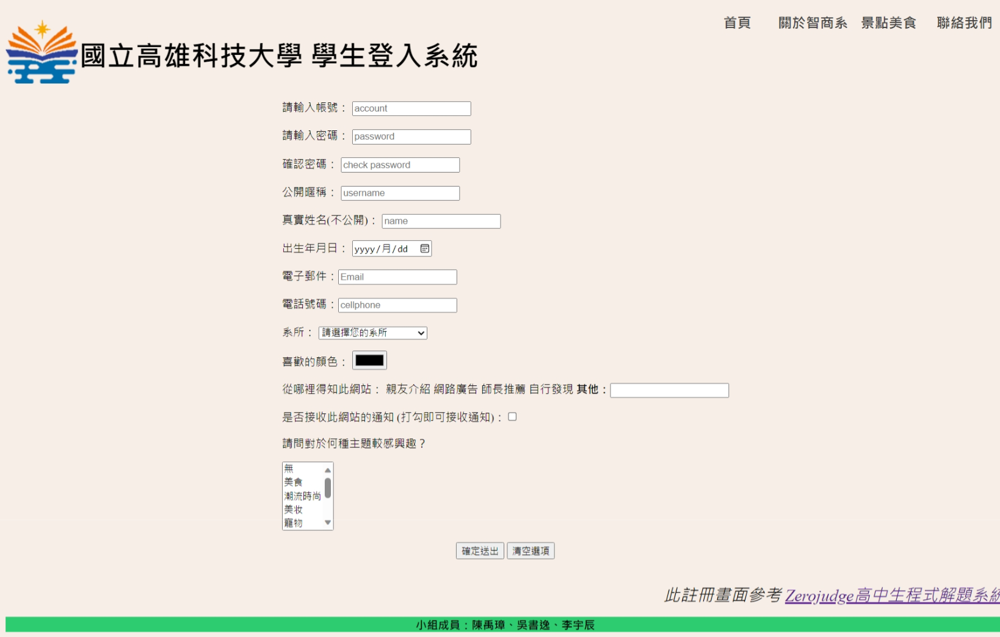 首頁 關於智商系 景點美食 聯絡我們
國立高雄科技大學 學生登入系統
請輸入帳號： account
請輸入密碼： password
確認密碼： check password
公開暱稱： username
真實姓名(不公開)： name
出生年月日： yyyy/月/dd
電子郵件：Email
電話號碼：cellphone
系所： 請選擇您的系所
喜歡的顏色：
從哪裡得知此網站： 親友介紹 網路廣告 師長推薦 自行發現 其他：
是否接收此網站的通知 (打勾即可接收通知)：
請問對於何種主題較感興趣？
無
美食
潮流時尚
美妝
寵物
確定送出 清空選項
此註冊畫面參考 Zerojudge高中生程式解題系統
小組成員：陳禹璋、吳書逸、李宇辰